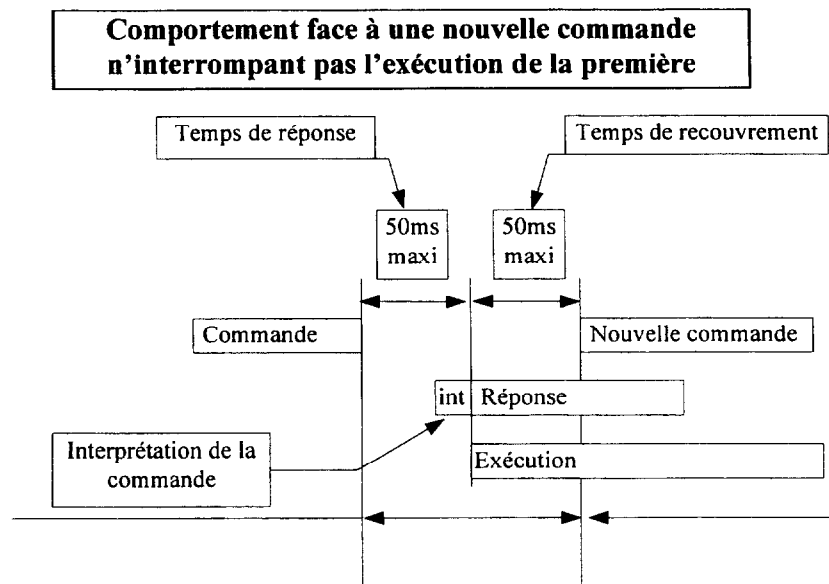 Comportement face à une nouvelle commande
n'interrompant pas l'exécution de la première
Temps de réponse
Temps de recouvrement
50ms
maxi
50ms
maxi
Commande
Nouvelle commande
int
Réponse
Interprétation de la
commande
Exécution